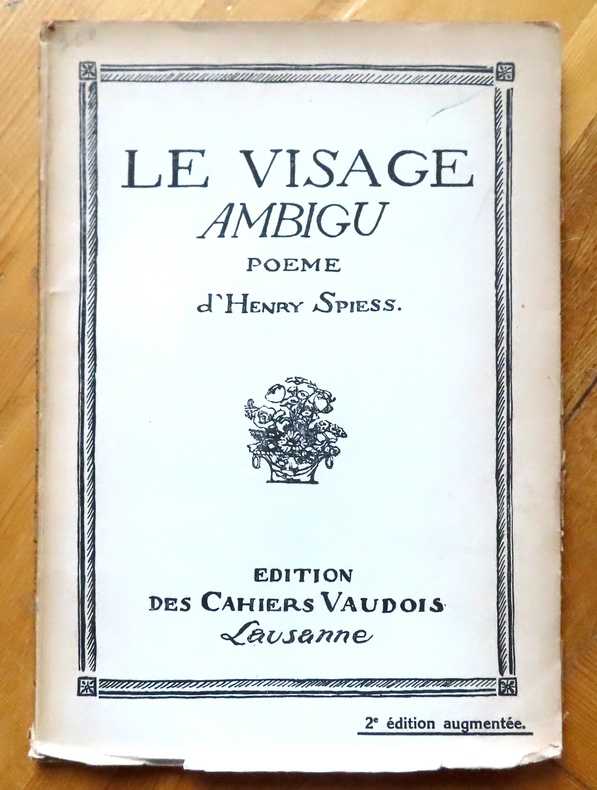 LE VISAGE
AMBIGU
POEME
d'HENRY SPIESS.
EDITION
DES CAHIERS VAUDOIS
Lausanne
2e édition augmentée.